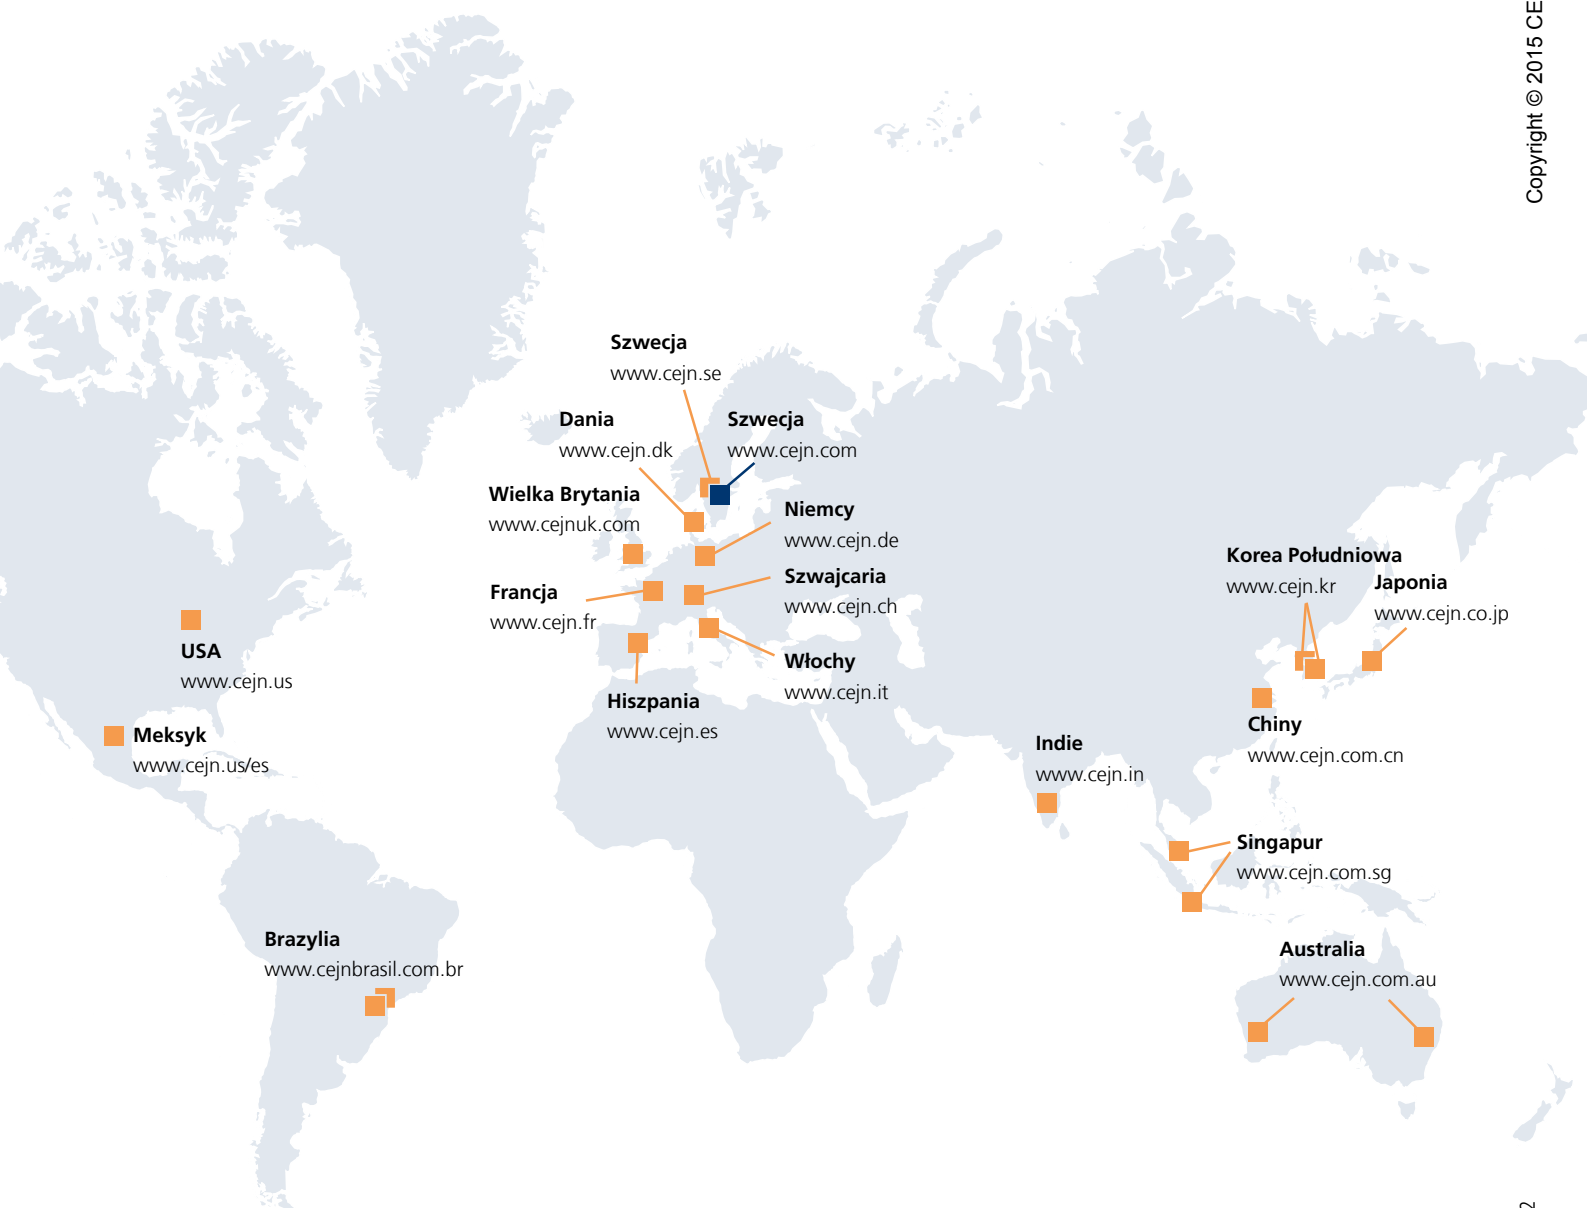 Copyright © 2015 CE
Szwecja
www.cejn.se
Dania
www.cejn.dk
Szwecja
www.cejn.com
Wielka Brytania
www.cejnuk.com
Niemcy
www.cejn.de
Francja
www.cejn.fr
Szwajcaria
www.cejn.ch
Włochy
www.cejn.it
Hiszpania
www.cejn.es
USA
www.cejn.us
Meksyk
www.cejn.us/es
Brazylia
www.cejnbrasil.com.br
Korea Południowa
www.cejn.kr
Japonia
www.cejn.co.jp
Chiny
www.cejn.com.cn
Indie
www.cejn.in
Singapur
www.cejn.com.sg
Australia
www.cejn.com.au
2